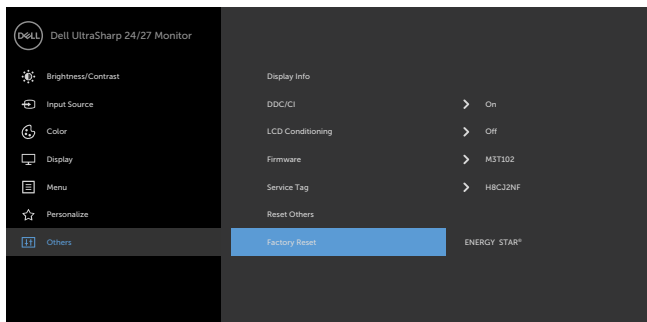 DELL Dell UltraSharp 24/27 Monitor
Brightness/Contrast
Display Info
Input Source
DDC/CI
On
Color
LCD Conditioning
Off
Display
Firmware
M3T102
Menu
Service Tag
H8CJ2NF
Personalize
Reset Others
Others
Factory Reset
ENERGY STAR®